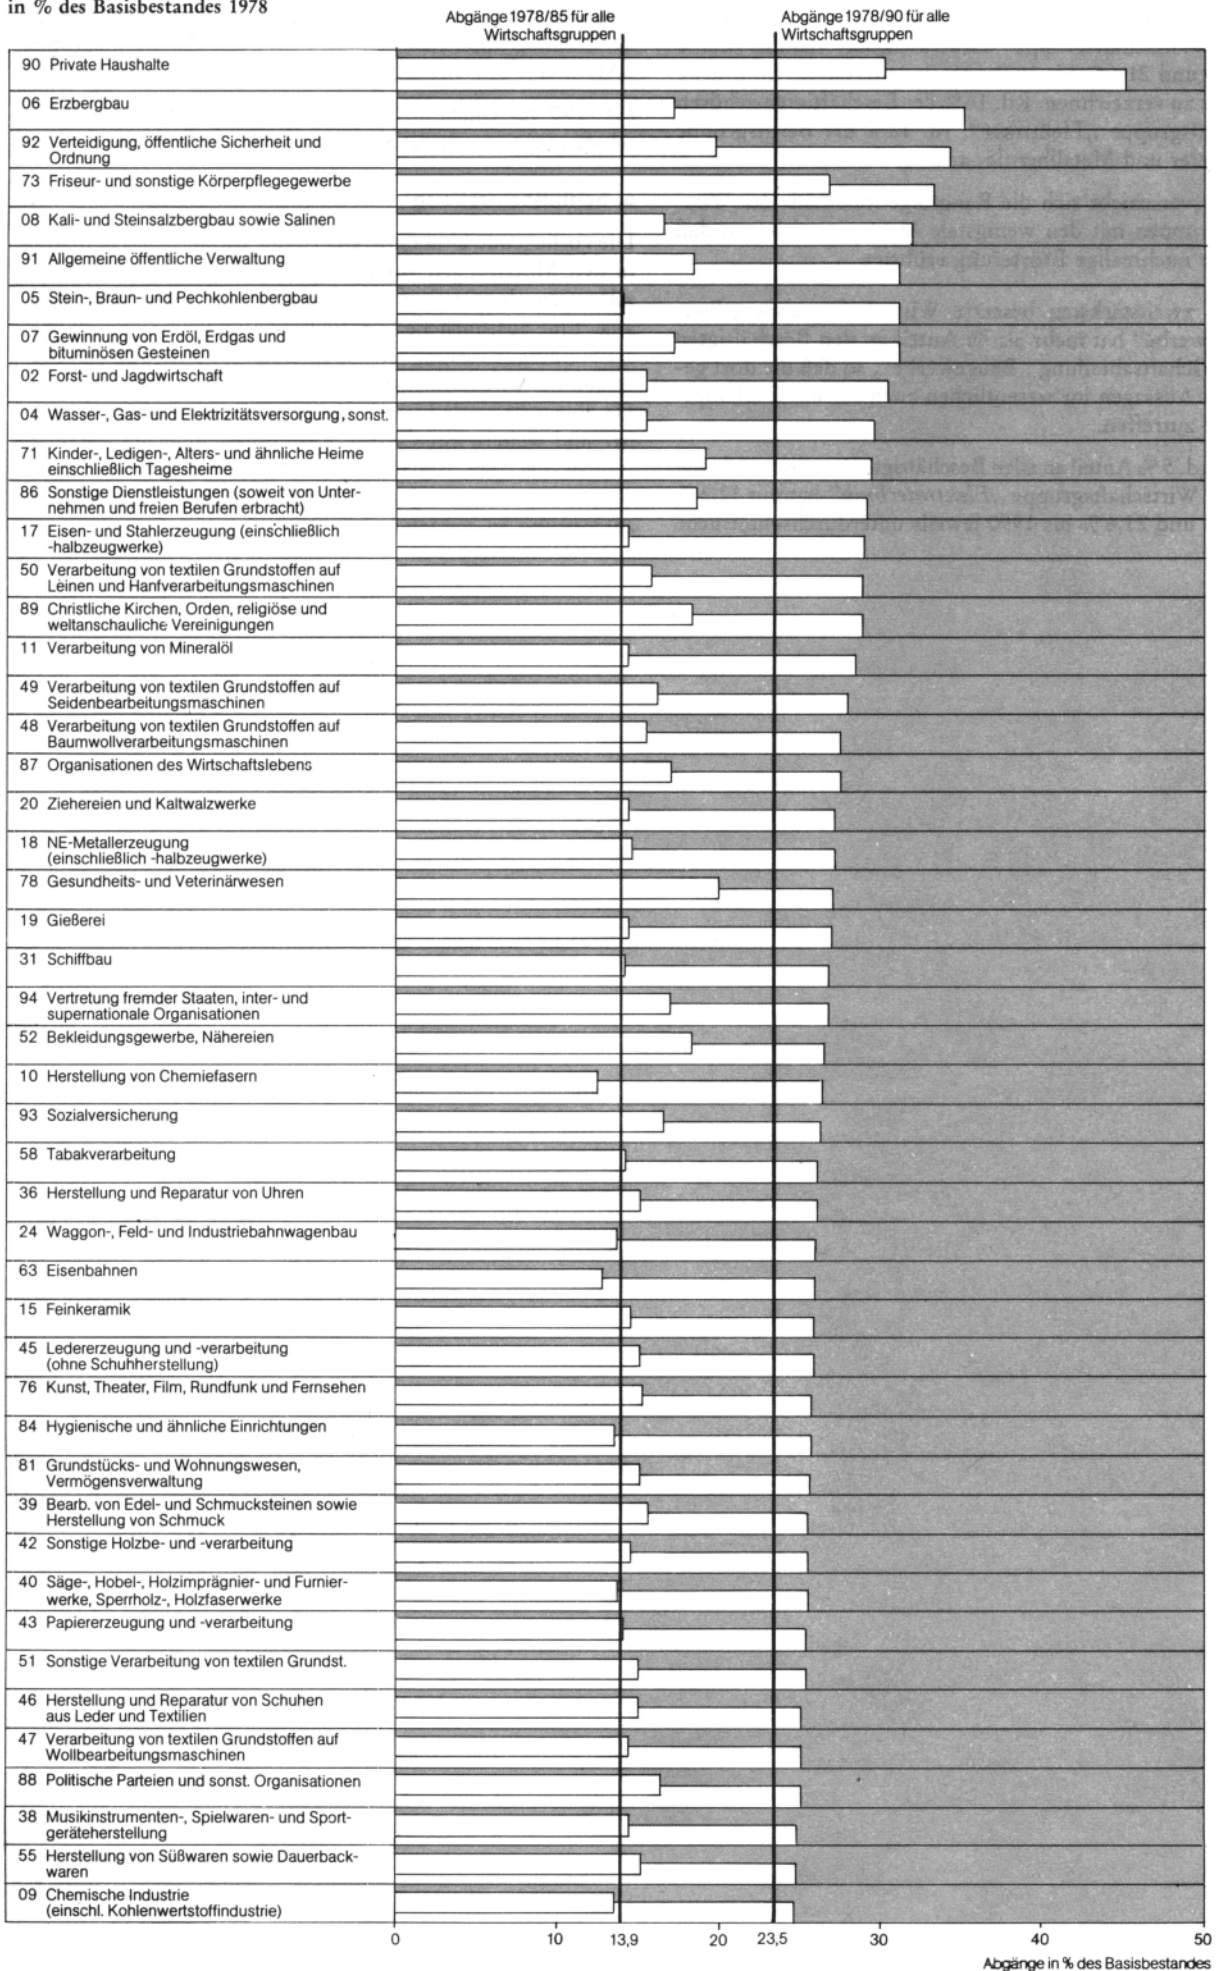 in % des Basisbestandes 1978
Abgänge 1978/85 für alle
Wirtschaftsgruppen
Abgänge 1978/90 für alle
Wirtschaftsgruppen
90 Private Haushalte
06 Erzbergbau
92 Verteidigung, öffentliche Sicherheit und
Ordnung
73 Friseur- und sonstige Körperpflegegewerbe
08 Kali- und Steinsalzbergbau sowie Salinen
91 Allgemeine öffentliche Verwaltung
05 Stein-, Braun- und Pechkohlenbergbau
07 Gewinnung von Erdöl, Erdgas und
bituminösen Gesteinen
02 Forst- und Jagdwirtschaft
04 Wasser-, Gas- und Elektrizitätsversorgung, sonst.
71 Kinder-, Ledigen-, Alters- und ähnliche Heime
einschließlich Tagesheime
86 Sonstige Dienstleistungen (soweit von Unter-
nehmen und freien Berufen erbracht)
17 Eisen- und Stahlerzeugung (einschließlich
-halbzeugwerke)
50 Verarbeitung von textilen Grundstoffen auf
Leinen und Hanfverarbeitungsmaschinen
89 Christliche Kirchen, Orden, religiöse und
weltanschauliche Vereinigungen
11 Verarbeitung von Mineralöl
49 Verarbeitung von textilen Grundstoffen auf
Seidenbearbeitungsmaschinen
48 Verarbeitung von textilen Grundstoffen auf
Baumwollverarbeitungsmaschinen
87 Organisationen des Wirtschaftslebens
20 Ziehereien und Kaltwalzwerke
18 NE-Metallerzeugung
(einschließlich -halbzeugwerke)
78 Gesundheits- und Veterinärwesen
19 Gießerei
31 Schiffbau
94 Vertretung fremder Staaten, inter- und
supernationale Organisationen
52 Bekleidungsgewerbe, Nähereien
10 Herstellung von Chemiefasern
93 Sozialversicherung
58 Tabakverarbeitung
36 Herstellung und Reparatur von Uhren
24 Waggon-, Feld- und Industriebahnwagenbau
63 Eisenbahnen
15 Feinkeramik
45 Ledererzeugung und -verarbeitung
(ohne Schuhherstellung)
76 Kunst, Theater, Film, Rundfunk und Fernsehen
84 Hygienische und ähnliche Einrichtungen
81 Grundstücks- und Wohnungswesen,
Vermögensverwaltung
39 Bearb. von Edel- und Schmucksteinen sowie
Herstellung von Schmuck
42 Sonstige Holzbe- und -verarbeitung
40 Säge-, Hobel-, Holzimprägnier- und Furnier-
werke, Sperrholz-, Holzfaserwerke
43 Papiererzeugung und -verarbeitung
51 Sonstige Verarbeitung von textilen Grundst.
46 Herstellung und Reparatur von Schuhen
aus Leder und Textilien
47 Verarbeitung von textilen Grundstoffen auf
Wollbearbeitungsmaschinen
88 Politische Parteien und sonst. Organisationen
38 Musikinstrumenten-, Spielwaren- und Sport-
geräteherstellung
55 Herstellung von Süßwaren sowie Dauerback-
waren
09 Chemische Industrie
(einschl. Kohlenwertstoffindustrie)
0 10 13,9 20 23,5 30 40 50
Abgänge in % des Basisbestandes